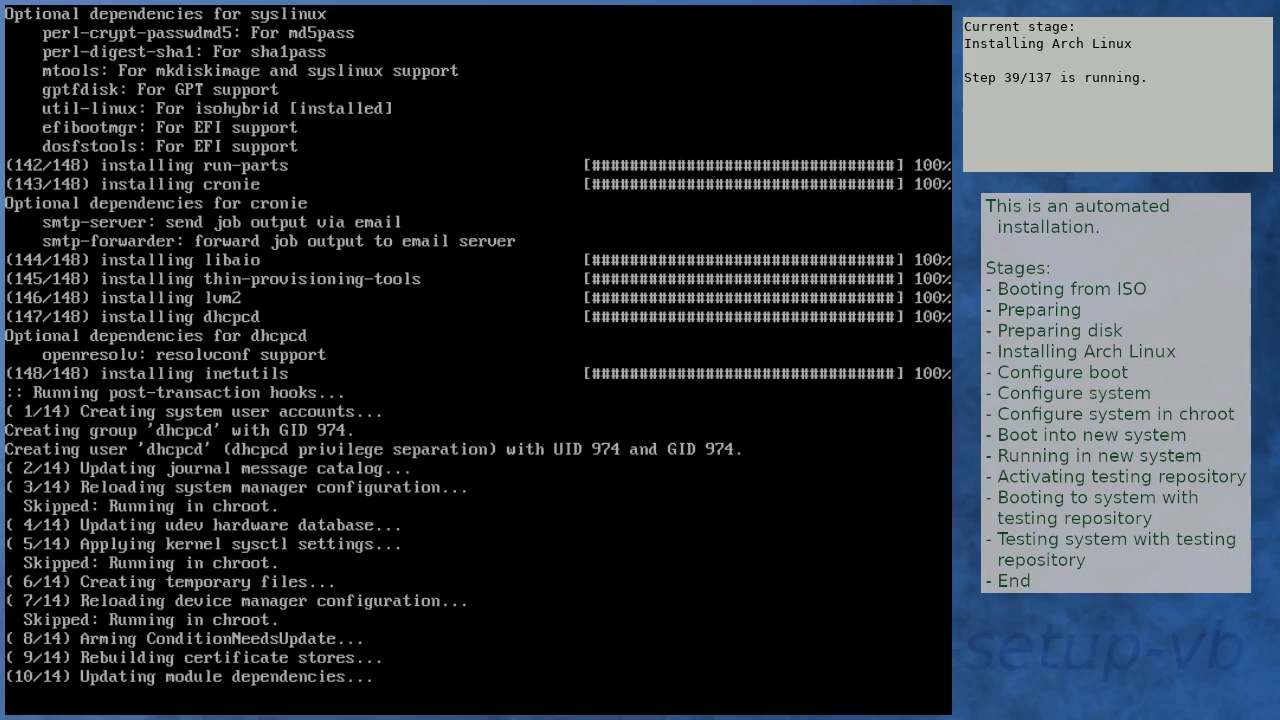 Optional dependencies for syslinux
perl-crypt-passwdmd5: For md5pass
perl-digest-sha1: For sha1pass
mtools: For mkdiskimage and syslinux support
gptfdisk: For GPT support
util-linux: For isohybrid [installed]
efibootmgr: For EFI support
dosfstools: For EFI support
(142/148) installing run-parts [################################] 100%
(143/148) installing cronie [################################] 100%
Optional dependencies for cronie
smtp-server: send job output via email
smtp-forwarder: forward job output to email server
(144/148) installing libaio [################################] 100%
(145/148) installing thin-provisioning-tools [################################] 100%
(146/148) installing lvm2 [################################] 100%
(147/148) installing dhcpcd [################################] 100%
Optional dependencies for dhcpcd
openresolv: resolvconf support
(148/148) installing inetutils [################################] 100%
:: Running post-transaction hooks...
( 1/14) Creating system user accounts...
Creating group 'dhcpcd' with GID 974.
Creating user 'dhcpcd' (dhcpcd privilege separation) with UID 974 and GID 974.
( 2/14) Updating journal message catalog...
( 3/14) Reloading system manager configuration...
Skipped: Running in chroot.
( 4/14) Updating udev hardware database...
( 5/14) Applying kernel sysctl settings...
Skipped: Running in chroot.
( 6/14) Creating temporary files...
( 7/14) Reloading device manager configuration...
Skipped: Running in chroot.
( 8/14) Arming ConditionNeedsUpdate...
( 9/14) Rebuilding certificate stores...
(10/14) Updating module dependencies...
Current stage:
Installing Arch Linux
Step 39/137 is running.
This is an automated
installation.
Stages:
- Booting from ISO
- Preparing
- Preparing disk
- Installing Arch Linux
- Configure boot
- Configure system
- Configure system in chroot
- Boot into new system
- Running in new system
- Activating testing repository
- Booting to system with
testing repository
- Testing system with testing
repository
- End
setup-vb